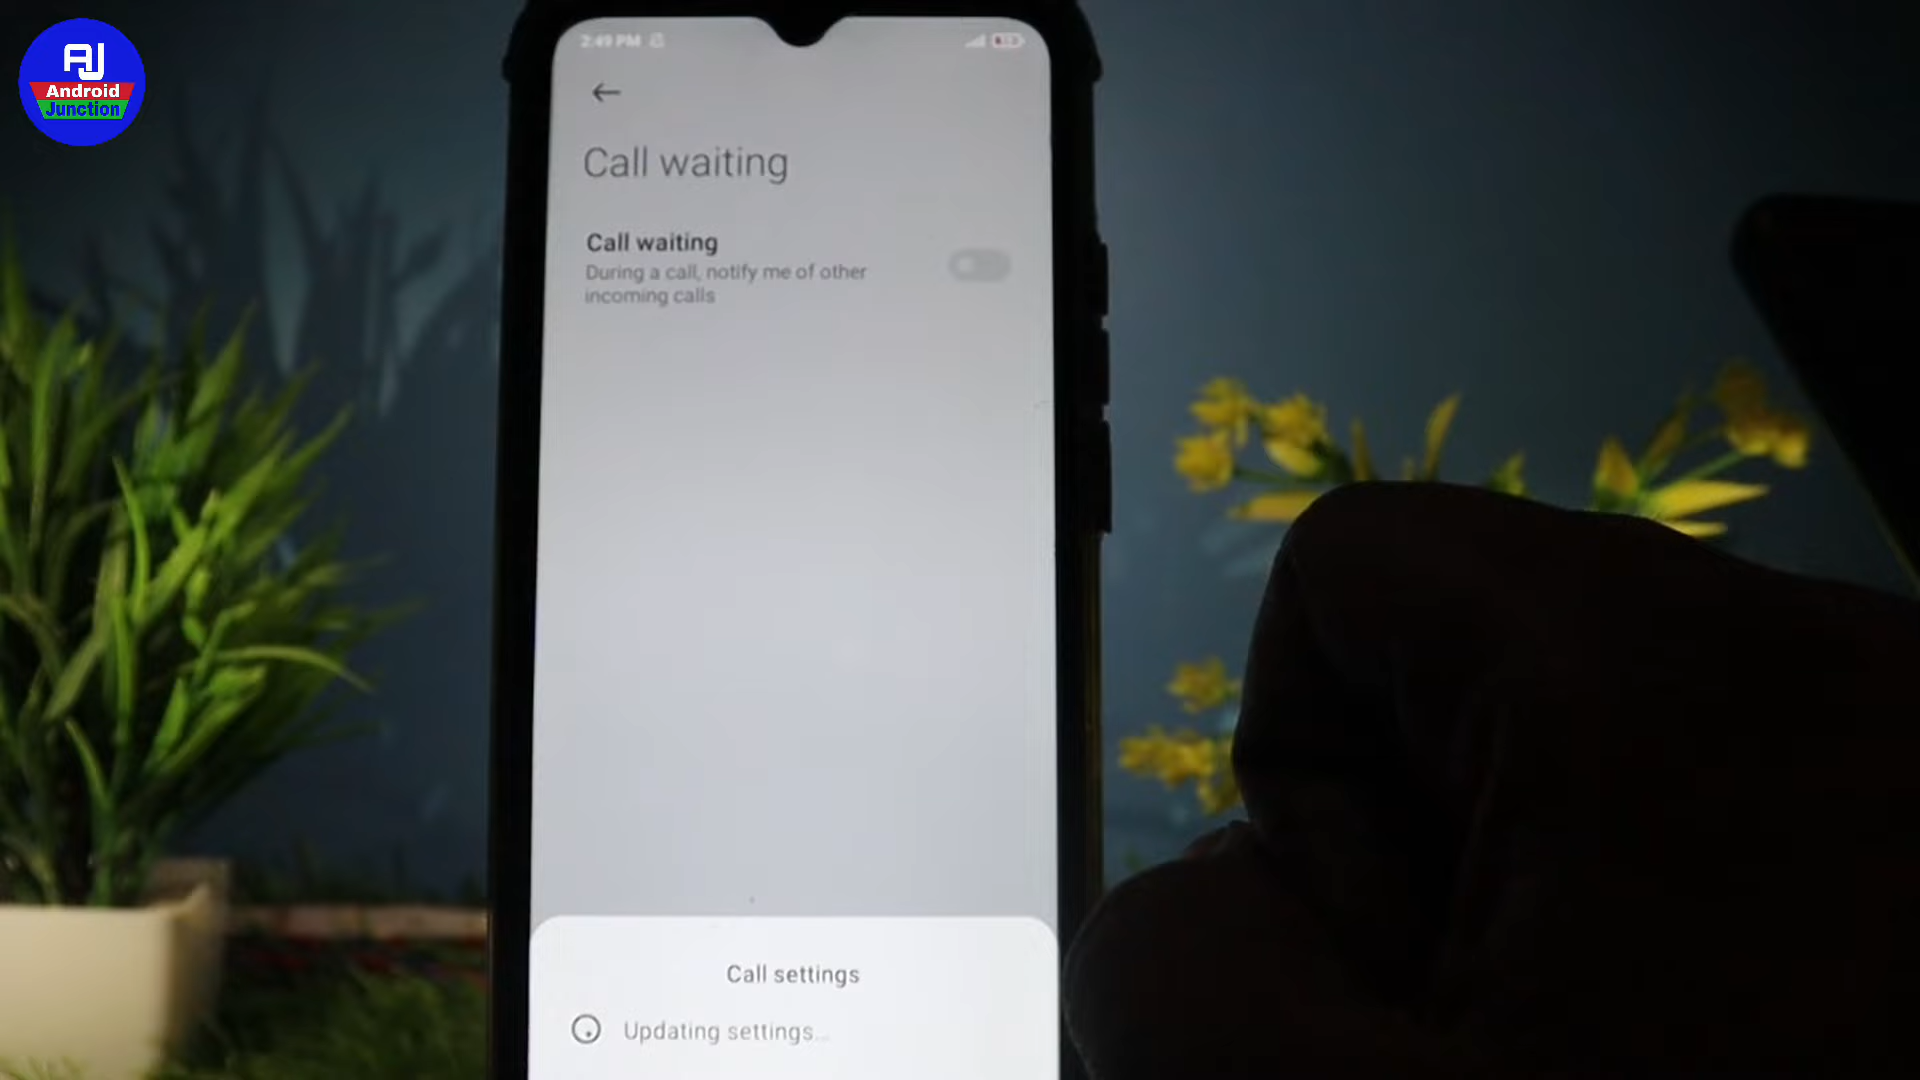 AJ
Android
Junction
2:49 PM
Call waiting
Call waiting
During a call, notify me of other
incoming calls
Call settings
Updating settings...